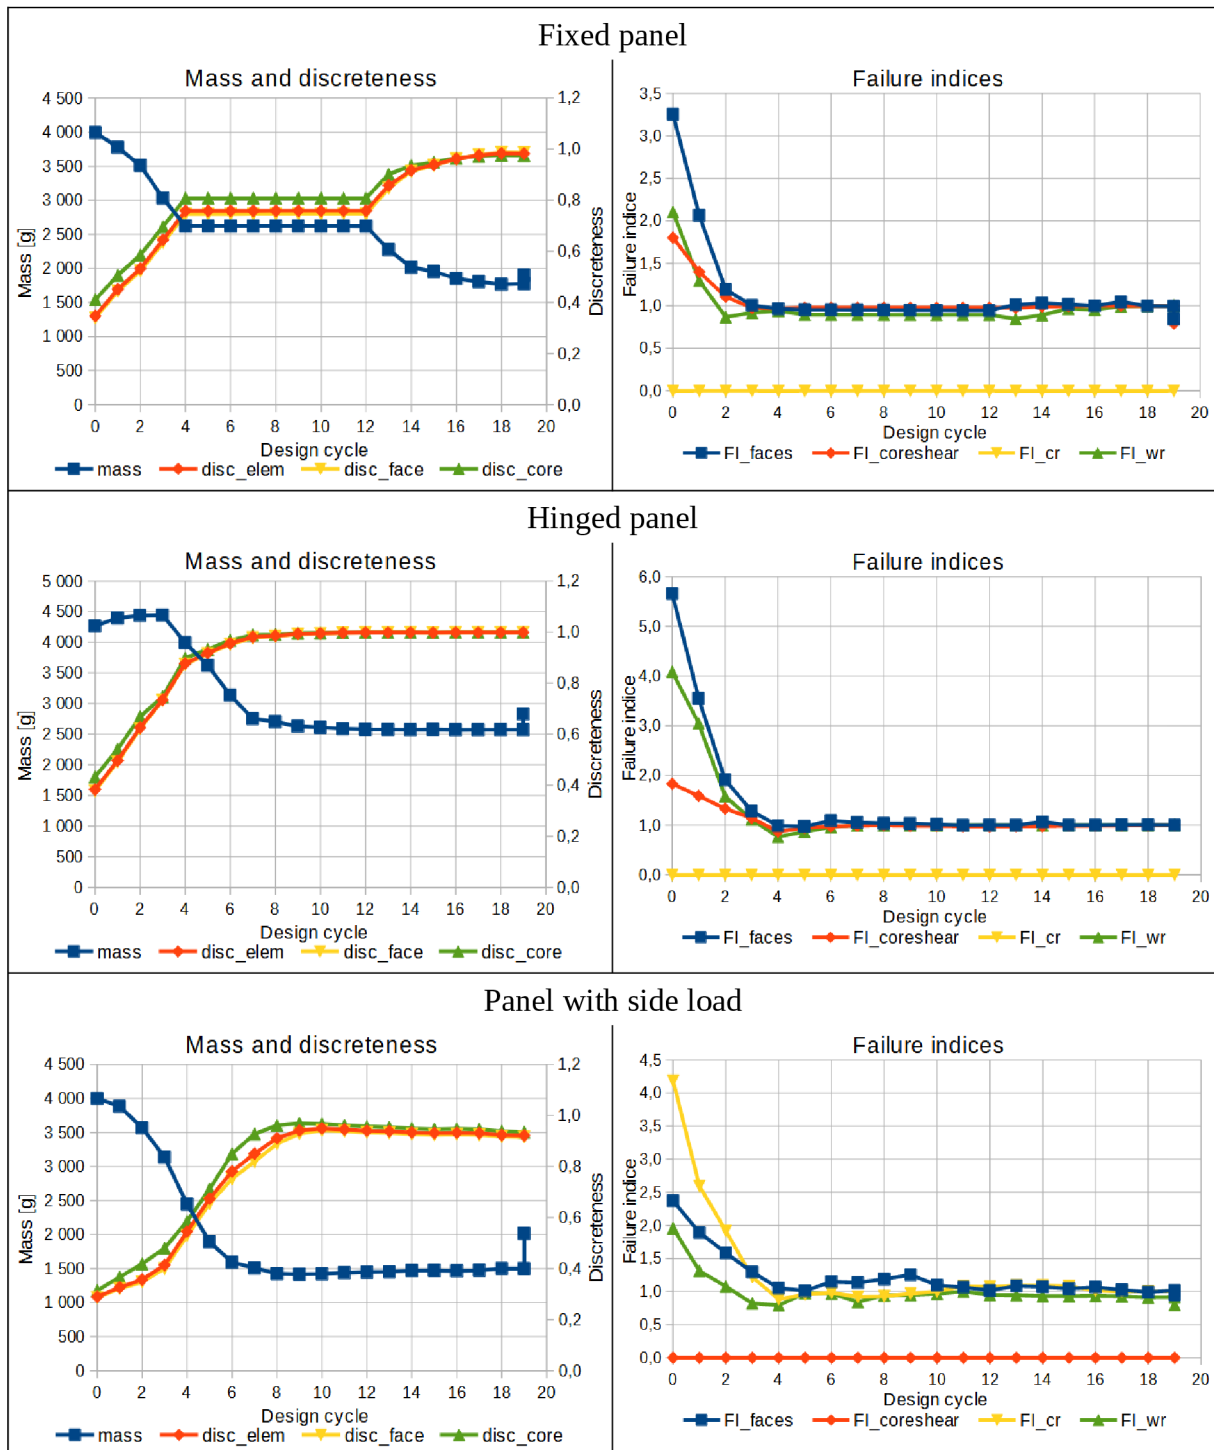 Fixed panel
Mass and discreteness
4 500
4 000
3 500
3 000
2 500
2 000
1 500
1 000
500
0
Mass [g]
1,2
1,0
0,8
0,6
0,4
0,2
0,0
Discreteness
0 2 4 6 8 10 12 14 16 18 20
Design cycle
mass disc_elem disc_face disc_core
Failure indices
3,5
3,0
2,5
2,0
1,5
1,0
0,5
0,0
Failure indice
0 2 4 6 8 10 12 14 16 18 20
Design cycle
FI_faces FI_coreshear FI_cr FI_wr
Hinged panel
Mass and discreteness
5 000
4 500
4 000
3 500
3 000
2 500
2 000
1 500
1 000
500
0
Mass [g]
1,2
1,0
0,8
0,6
0,4
0,2
0,0
Discreteness
0 2 4 6 8 10 12 14 16 18 20
Design cycle
mass disc_elem disc_face disc_core
Failure indices
6,0
5,0
4,0
3,0
2,0
1,0
0,0
Failure indice
0 2 4 6 8 10 12 14 16 18 20
Design cycle
FI_faces FI_coreshear FI_cr FI_wr
Panel with side load
Mass and discreteness
4 500
4 000
3 500
3 000
2 500
2 000
1 500
1 000
500
0
Mass [g]
1,2
1,0
0,8
0,6
0,4
0,2
0,0
Discreteness
0 2 4 6 8 10 12 14 16 18 20
Design cycle
mass disc_elem disc_face disc_core
Failure indices
4,5
4,0
3,5
3,0
2,5
2,0
1,5
1,0
0,5
0,0
Failure indice
0 2 4 6 8 10 12 14 16 18 20
Design cycle
FI_faces FI_coreshear FI_cr FI_wr